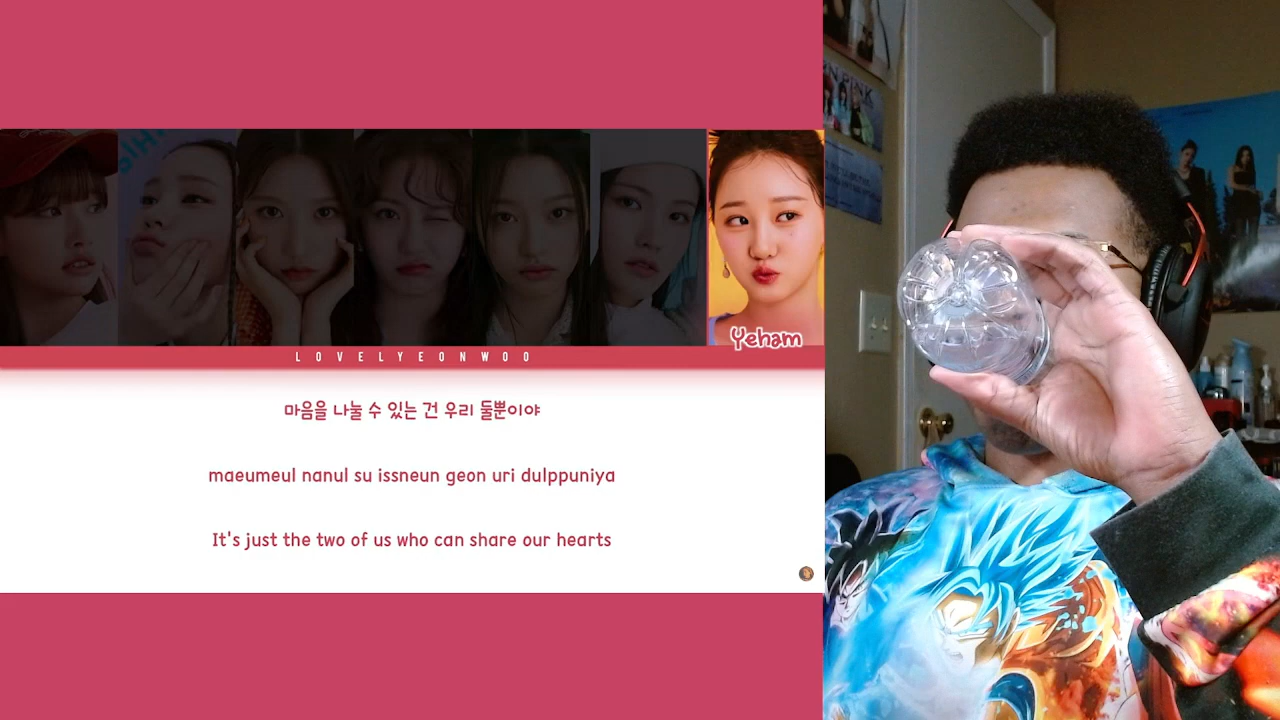 Yeham
LOVELYEONWOO
마음을 나눌 수 있는 건 우리 둘뿐이야
maeumeul nanul su issneun geon uri dulppuniya
It's just the two of us who can share our hearts